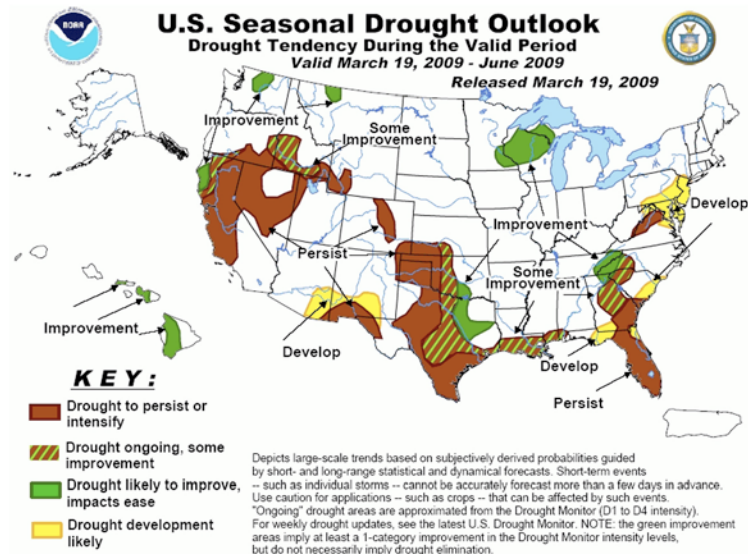 NOAA
U.S. Seasonal Drought Outlook
Drought Tendency During the Valid Period
Valid March 19, 2009 - June 2009
Released March 19, 2009
Improvement
Some
Improvement
Develop
Improvement
Persist
Some
Improvement
Improvement
Develop
Develop
Persist
KEY:
Drought to persist or
intensify
Drought ongoing, some
improvement
Drought likely to improve,
impacts ease
Drought development
likely
Depicts large-scale trends based on subjectively derived probabilities guided
by short- and long-range statistical and dynamical forecasts. Short-term events
-- such as individual storms -- cannot be accurately forecast more than a few days in advance.
Use caution for applications -- such as crops -- that can be affected by such events.
"Ongoing" drought areas are approximated from the Drought Monitor (D1 to D4 intensity).
For weekly drought updates, see the latest U.S. Drought Monitor. NOTE: the green improvement
areas imply at least a 1-category improvement in the Drought Monitor intensity levels,
but do not necessarily imply drought elimination.